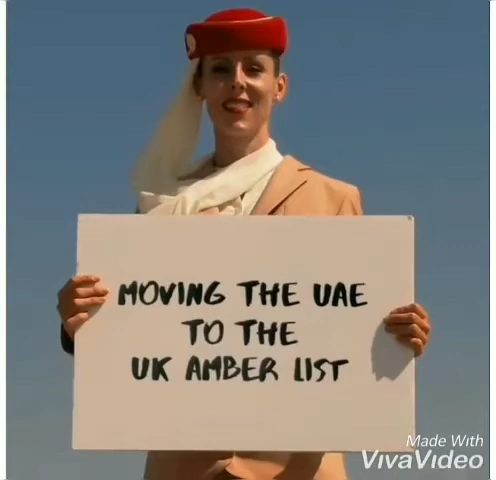 MOVING THE UAE
TO THE
UK AMBER LIST
Made With
VivaVideo